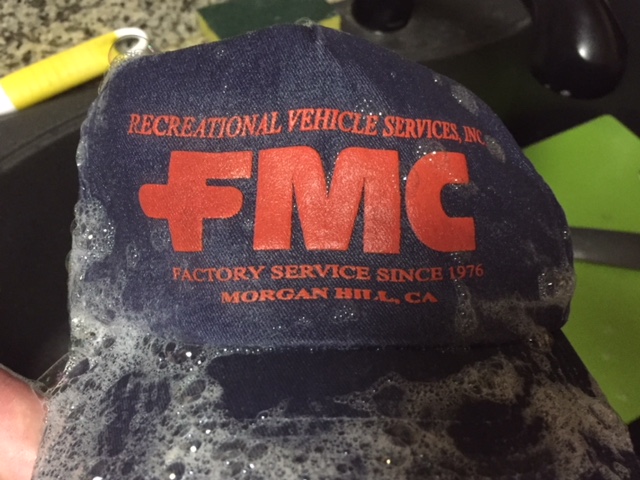 RECREATIONAL VEHICLE SERVICES, INC
FMC
FACTORY SERVICE SINCE 1976
MORGAN HILL, CA